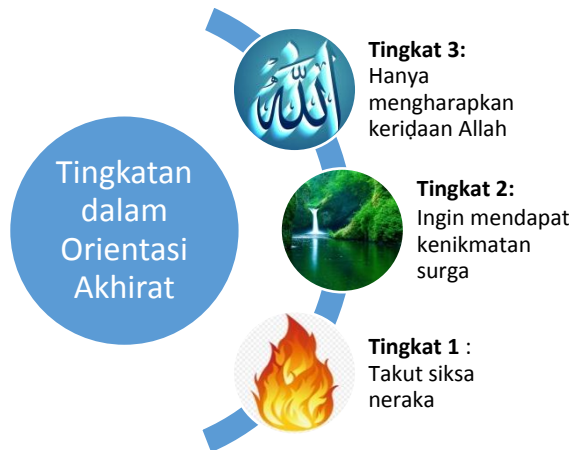 Tingkatan
dalam
Orientasi
Akhirat
Tingkat 3:
Hanya
mengharapkan
keriḍaan Allah
الله
Tingkat 2:
Ingin mendapat
kenikmatan
surga
Tingkat 1 :
Takut siksa
neraka